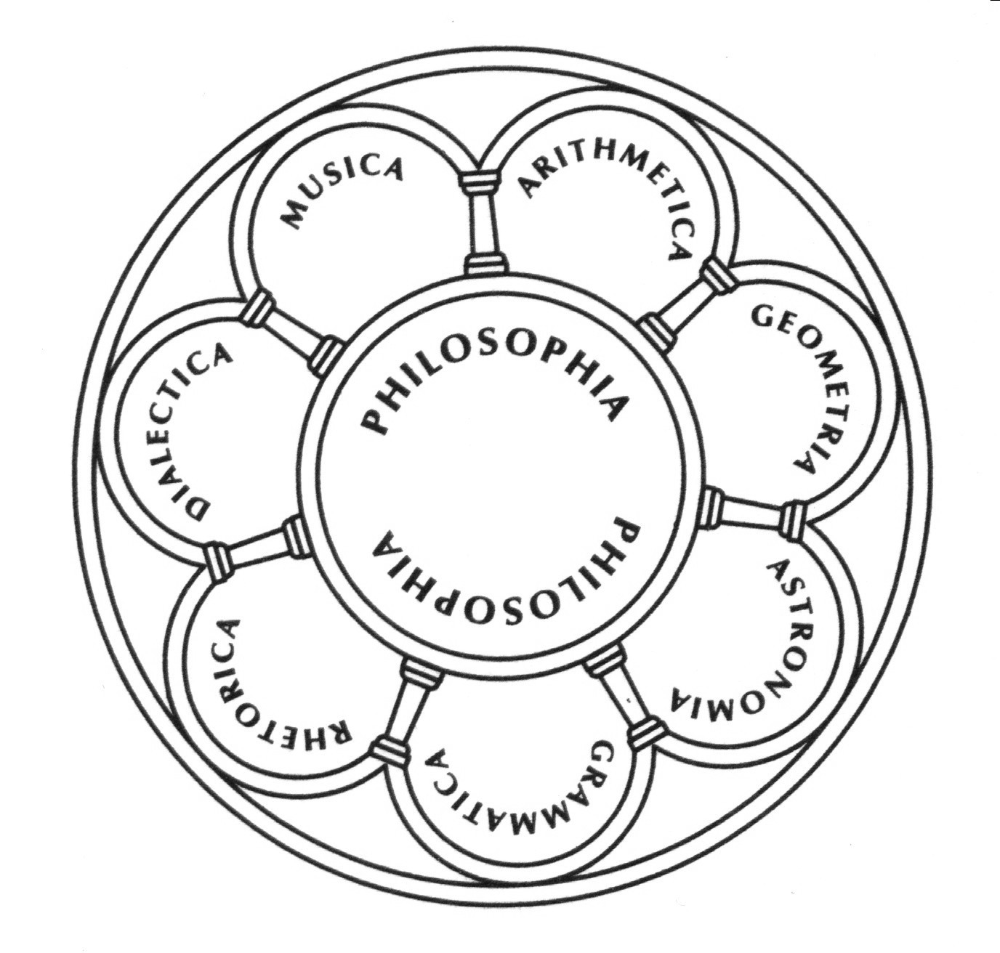 MUSICA
ARITHMETICA
GEOMETRIA
ASTRONOMIA
GRAMMATICA
RHETORICA
DIALECTICA
PHILOSOPHIA
PHILOSOPHIA